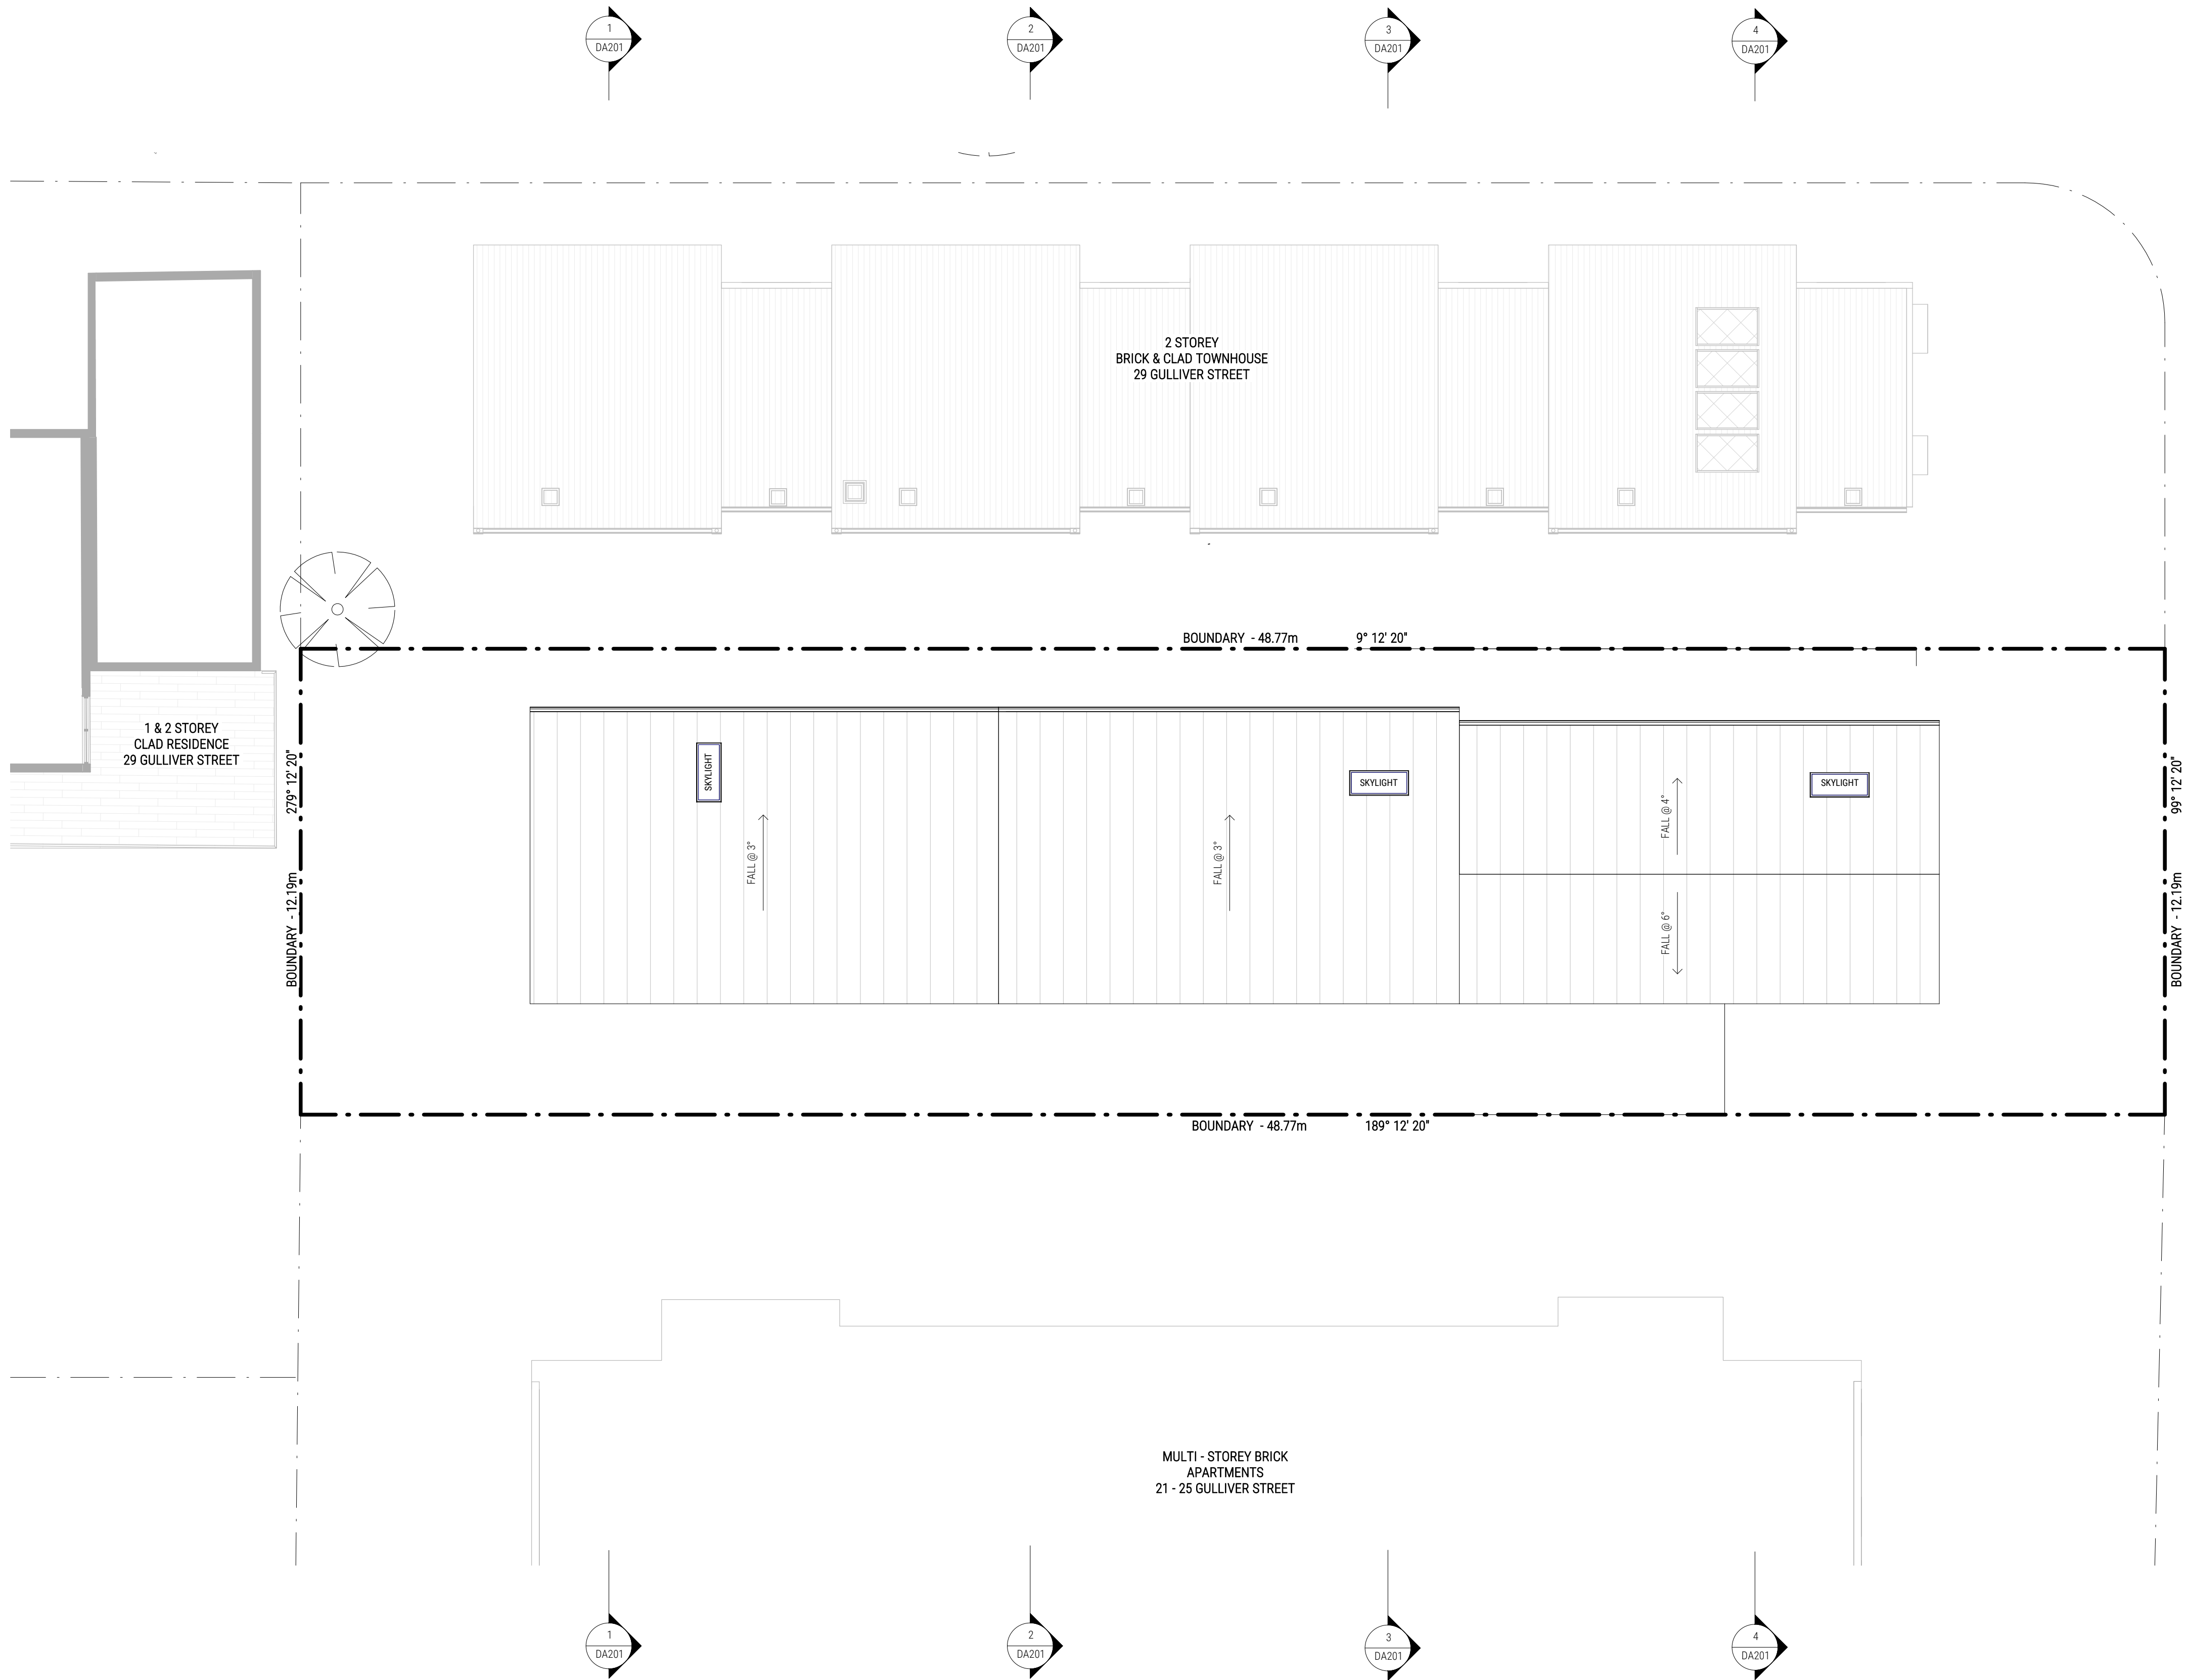 1
DA201
2
DA201
3
DA201
4
DA201
2 STOREY
BRICK & CLAD TOWNHOUSE
29 GULLIVER STREET
BOUNDARY - 48.77m 9° 12' 20"
1 & 2 STOREY
CLAD RESIDENCE
29 GULLIVER STREET
BOUNDARY - 12.19m 279° 12' 20"
SKYLIGHT
SKYLIGHT
SKYLIGHT
FALL @ 3°
FALL @ 3°
FALL @ 4°
FALL @ 6°
BOUNDARY - 12.19m 99° 12' 20"
BOUNDARY - 48.77m 189° 12' 20"
MULTI - STOREY BRICK
APARTMENTS
21 - 25 GULLIVER STREET
1
DA201
2
DA201
3
DA201
4
DA201